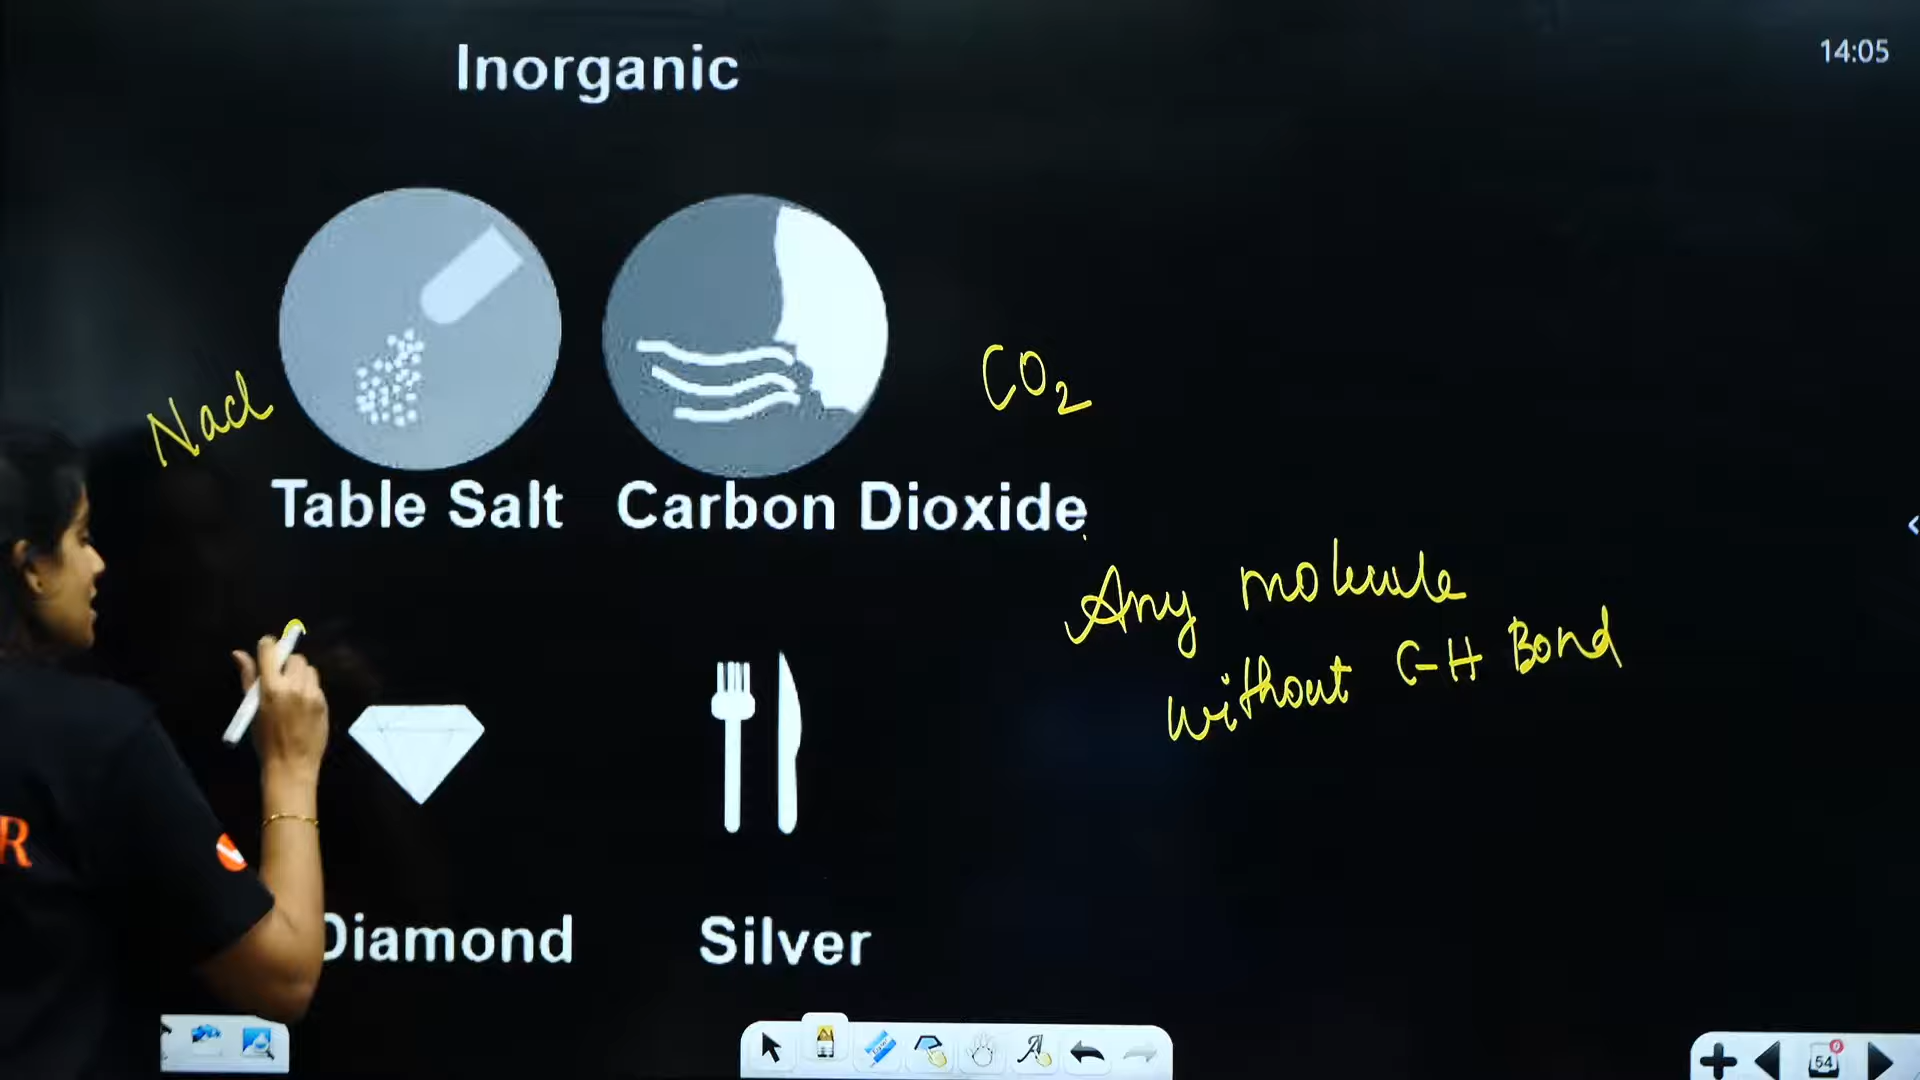 Inorganic
14:05
Nacl
CO2
Table Salt
Carbon Dioxide
Any molecule
without C-H Bond
Diamond
Silver
R
54